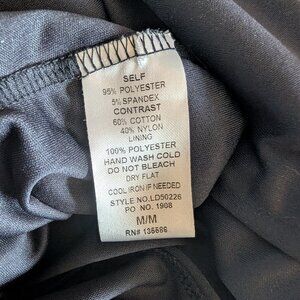 SELF
95% POLYESTER
5% SPANDEX
CONTRAST
60% COTTON
40% NYLON
LINING
100% POLYESTER
HAND WASH COLD
DO NOT BLEACH
DRY FLAT
COOL IRON IF NEEDED
STYLE NO.LD50226
PO NO. 1908
M/M
RN# 135586